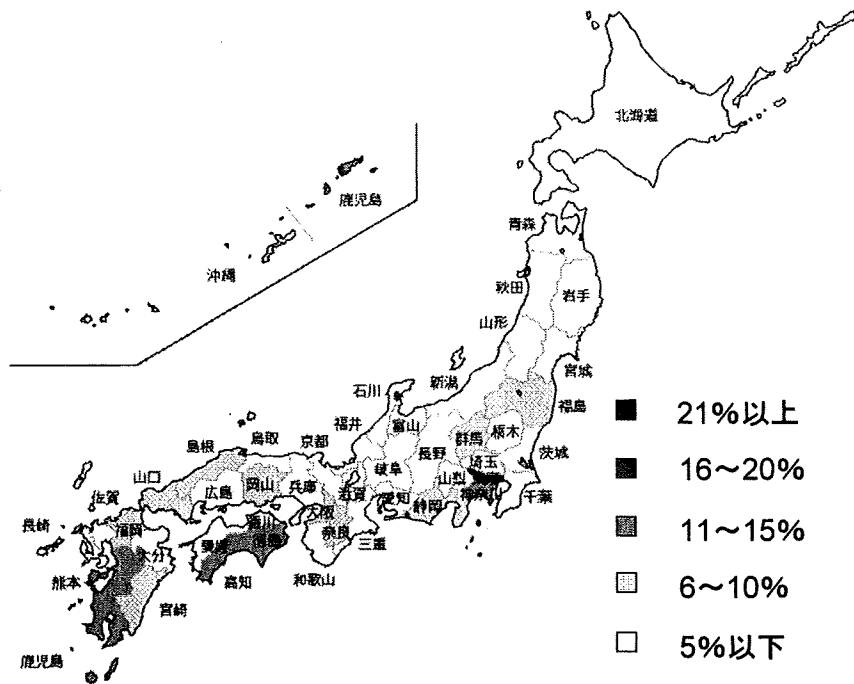 北海道
青森
鹿児島
沖縄
秋田
岩手
山形
宮城
新潟
石川
福島
福井
富山
群馬
栃木
茨城
島根
鳥取
京都
長野
埼玉
岐阜
山梨
山口
広島
岡山
兵庫
滋賀
愛知
静岡
神奈川
千葉
佐賀
福岡
大阪
奈良
三重
長崎
大分
香川
愛媛
徳島
熊本
高知
和歌山
宮崎
鹿児島
21%以上
16～20%
11～15%
6～10%
5%以下